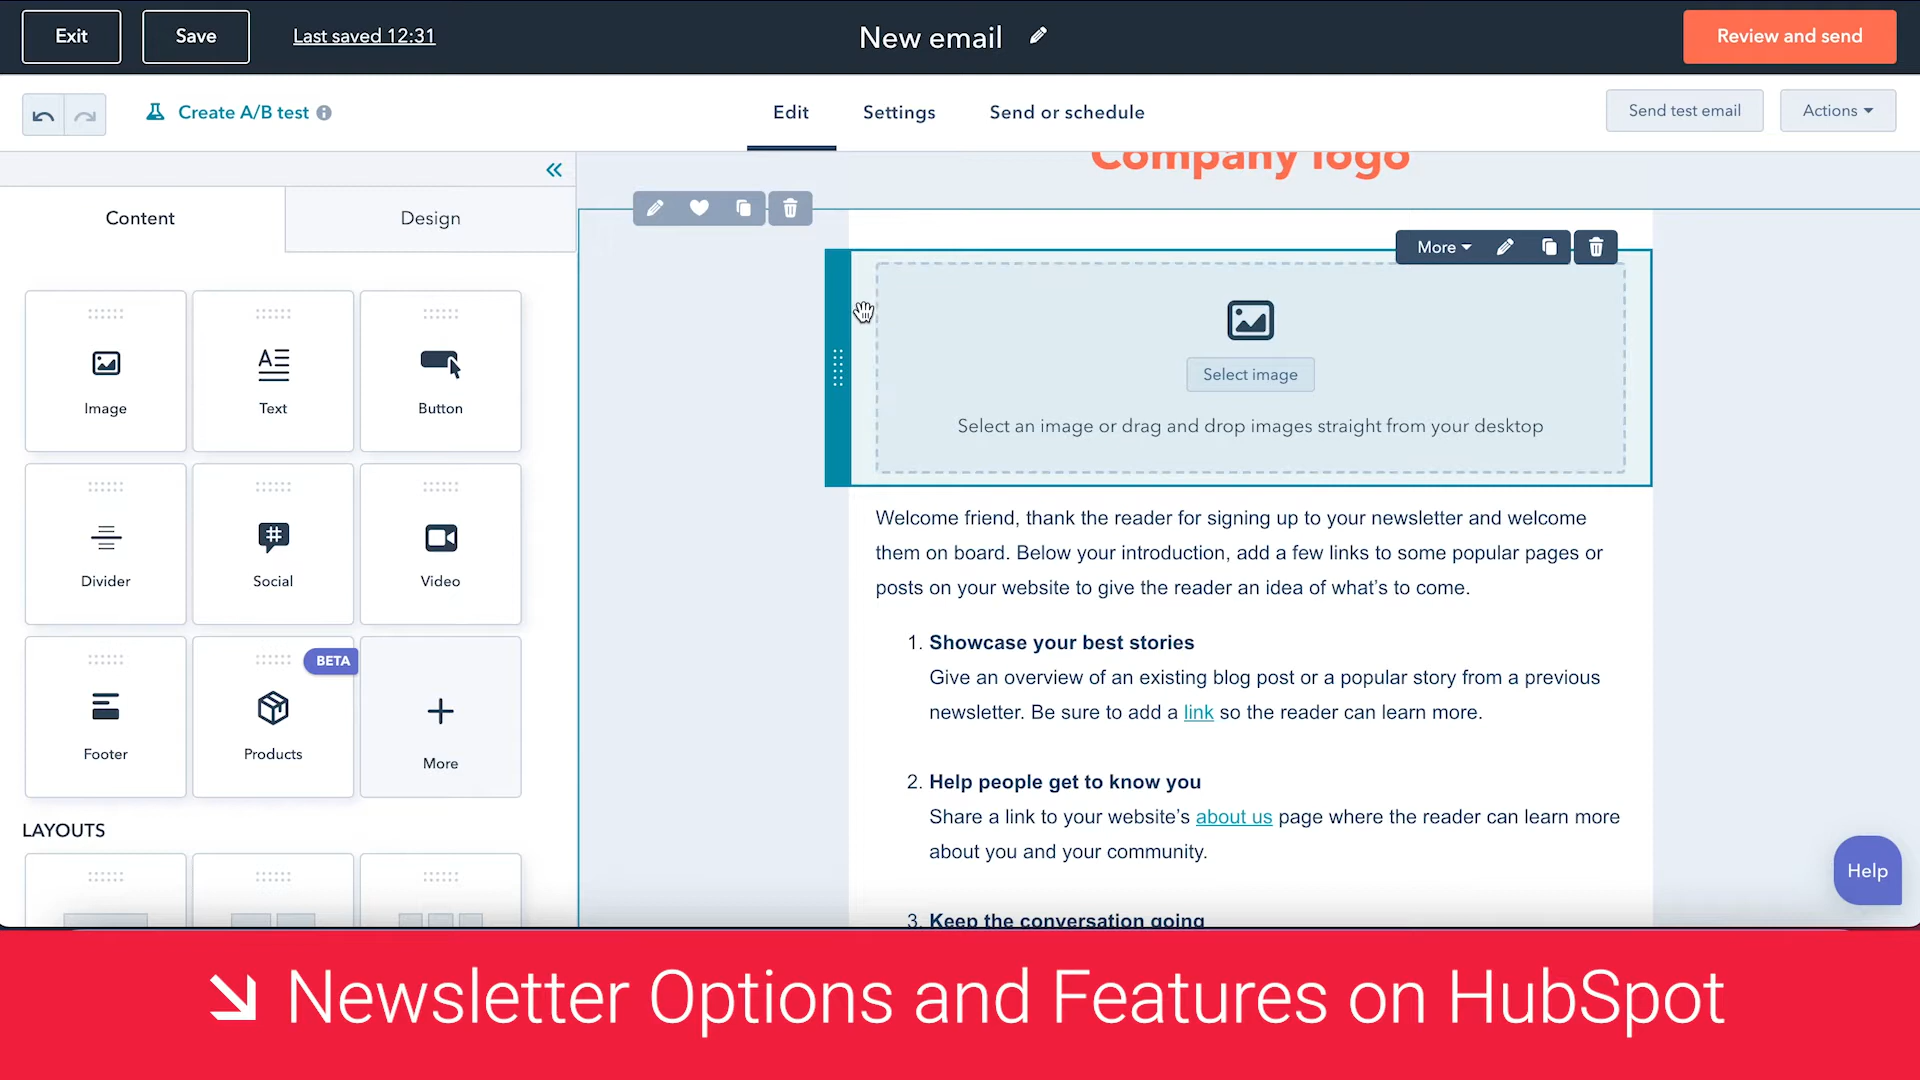 Exit
Save
Last saved 12:31
New email
Review and send
Create A/B test
Edit
Settings
Send or schedule
Send test email
Actions
Company logo
Content
Design
More
Image
Text
Button
Select image
Select an image or drag and drop images straight from your desktop
Divider
Social
Video
Welcome friend, thank the reader for signing up to your newsletter and welcome
them on board. Below your introduction, add a few links to some popular pages or
posts on your website to give the reader an idea of what’s to come.
1. Showcase your best stories
Give an overview of an existing blog post or a popular story from a previous
newsletter. Be sure to add a link so the reader can learn more.
BETA
Footer
Products
More
2. Help people get to know you
Share a link to your website’s about us page where the reader can learn more
about you and your community.
LAYOUTS
Help
3. Keep the conversation going
Newsletter Options and Features on HubSpot